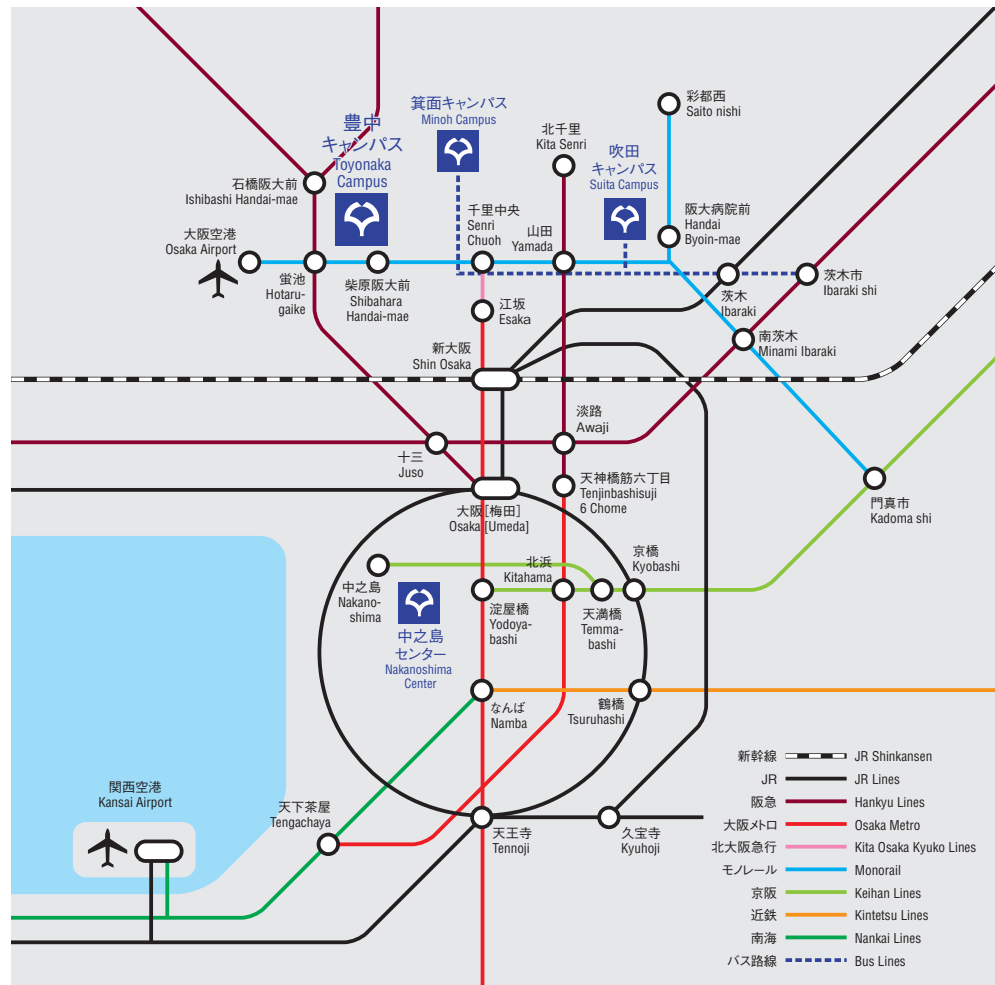 豊中
キャンパス
Toyonaka
Campus
箕面キャンパス
Minoh Campus
北千里
Kita Senri
吹田
キャンパス
Suita Campus
彩都西
Saito nishi
石橋阪大前
Ishibashi Handai-mae
大阪空港
Osaka Airport
蛍池
Hotaru-
gaike
柴原阪大前
Shibahara
Handai-mae
千里中央
Senri
Chuoh
山田
Yamada
阪大病院前
Handai
Byoin-mae
茨木
Ibaraki
茨木市
Ibaraki shi
江坂
Esaka
新大阪
Shin Osaka
南茨木
Minami Ibaraki
十三
Juso
淡路
Awaji
天神橋筋六丁目
Tenjinbashisuji
6 Chome
大阪[梅田]
Osaka [Umeda]
門真市
Kadoma shi
中之島
Nakano-
shima
中之島
センター
Nakanoshima
Center
淀屋橋
Yodoya-
bashi
北浜
Kitahama
天満橋
Temma-
bashi
京橋
Kyobashi
なんば
Namba
鶴橋
Tsuruhashi
関西空港
Kansai Airport
天下茶屋
Tengachaya
天王寺
Tennoji
久宝寺
Kyuhoji
新幹線 JR Shinkansen
JR JR Lines
阪急 Hankyu Lines
大阪メトロ Osaka Metro
北大阪急行 Kita Osaka Kyuko Lines
モノレール Monorail
京阪 Keihan Lines
近鉄 Kintetsu Lines
南海 Nankai Lines
バス路線 Bus Lines